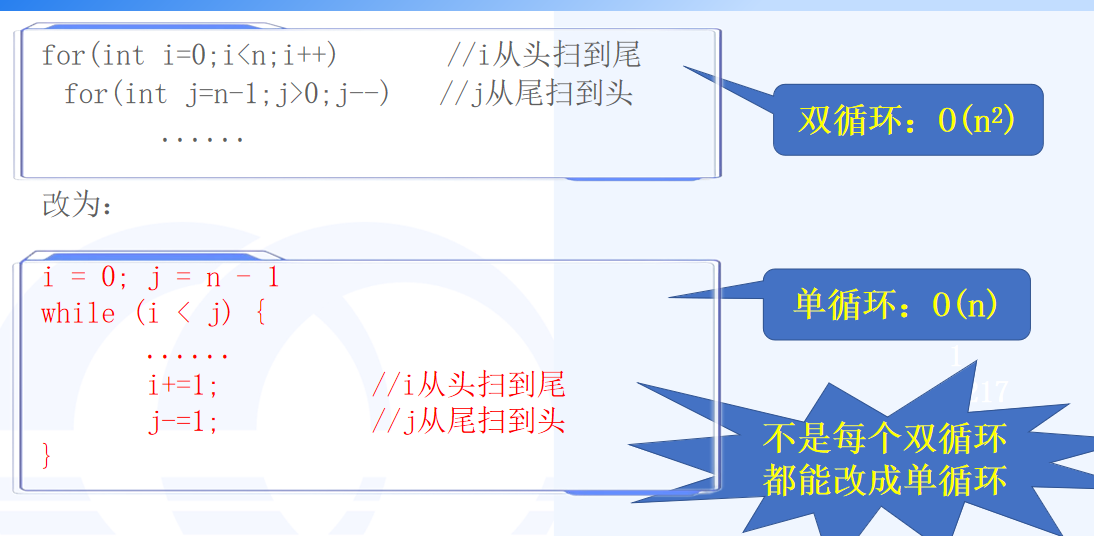 for(int i=0;i<n;i++) //i从头扫到尾
for(int j=n-1;j>0;j--) //j从尾扫到头
......
双循环：O(n²)
改为：
i = 0; j = n - 1
while (i < j) {
......
i+=1; //i从头扫到尾
j-=1; //j从尾扫到头
}
单循环：O(n)
1
17
不是每个双循环
都能改成单循环